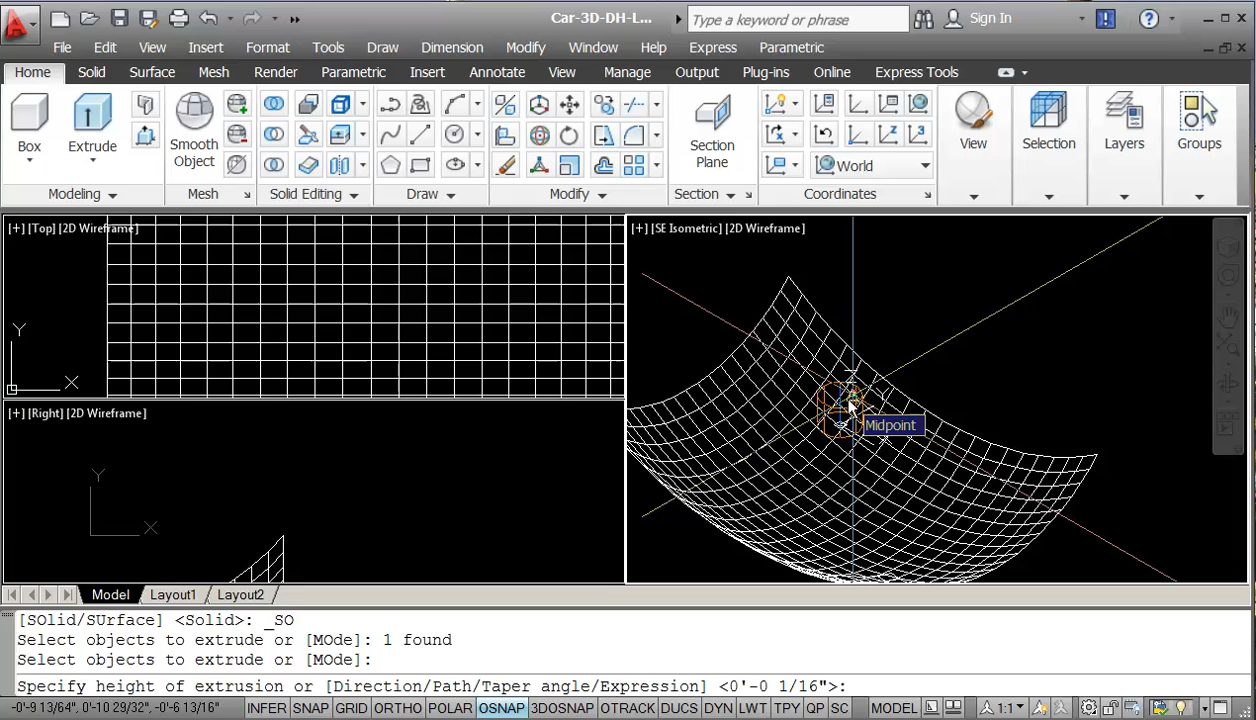 Car-3D-DH-L...
Type a keyword or phrase
Sign In
File Edit View Insert Format Tools Draw Dimension Modify Window Help Express Parametric
Home Solid Surface Mesh Render Parametric Insert Annotate View Manage Plug-ins Output Online Express Tools
Box Extrude Smooth Object Section Plane World View Selection Layers Groups
Modeling Mesh Solid Editing Draw Modify Section Coordinates
[+] [Top] [2D Wireframe]
[+] [SE Isometric] [2D Wireframe]
Y
X
[+] [Right] [2D Wireframe]
Midpoint
Y
X
Model Layout1 Layout2
[SOlid/SUrface] <Solid>: _SO
Select objects to extrude or [MOde]: 1 found
Select objects to extrude or [MOde]:
Specify height of extrusion or [Direction/Path/Taper angle/Expression] <0'-0 1/16">:
-0'-9 13/64", -0'-10 29/32", -0'-6 13/16" INFER SNAP GRID ORTHO POLAR OSNAP OTRACK DUCS DYN LWT TPY QP SC MODEL 1:1